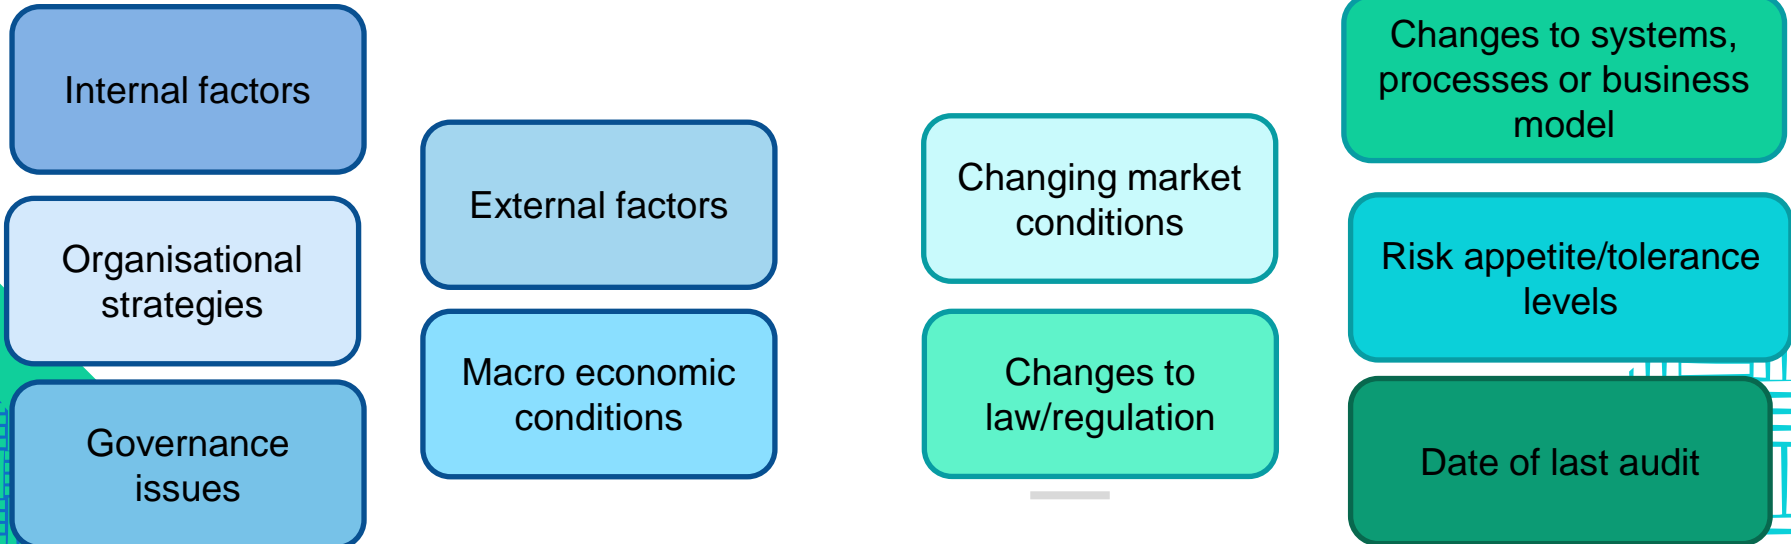 Internal factors
Organisational
strategies
Governance
issues
External factors
Macro economic
conditions
Changing market
conditions
Changes to
law/regulation
Changes to systems,
processes or business
model
Risk appetite/tolerance
levels
Date of last audit